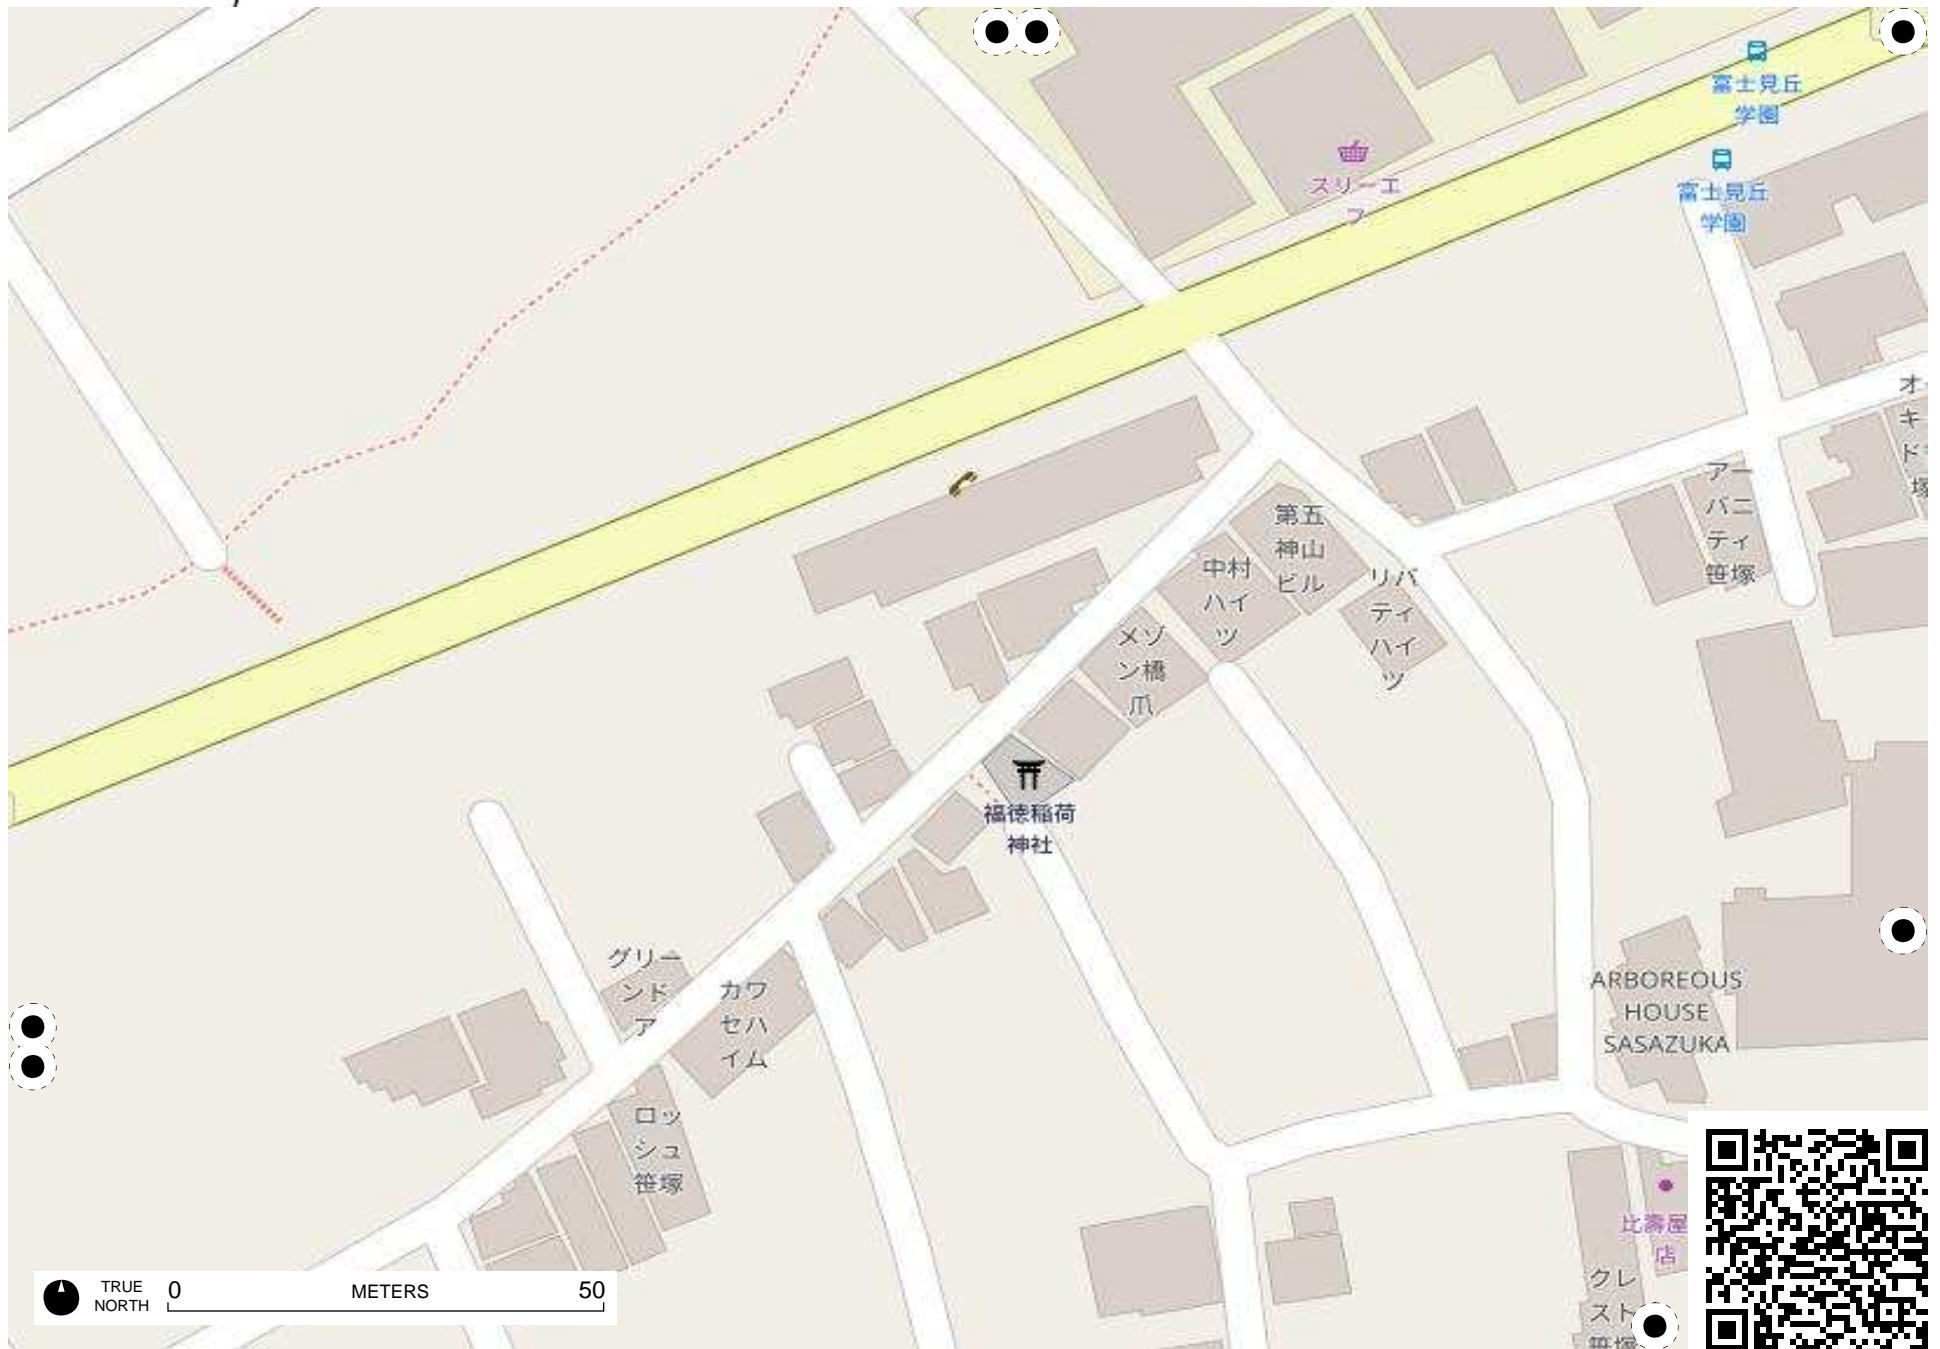 富士見丘
学園
スリーエ
フ
富士見丘
学園
第五
神山
ビル
中村
ハイ
ツ
リバ
ティ
ハイ
ツ
アー
バニ
ティ
笹塚
メゾ
ン橋
爪
福徳稲荷
神社
グリー
ンド
ア
カワ
セハ
イム
ロッ
シュ
笹塚
ARBOREOUS
HOUSE
SASAZUKA
比壽屋
店
クレ
スト
笹塚
TRUE
NORTH
0
METERS
50